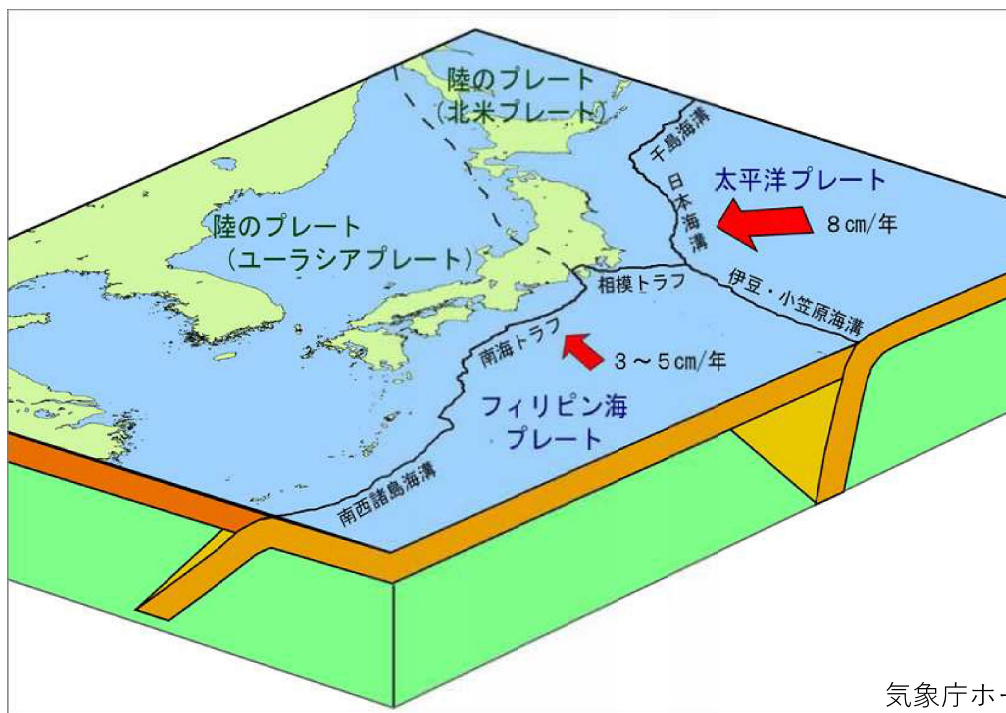 陸のプレート
(北米プレート)
千島海溝
太平洋プレート
日本海溝
8cm/年
陸のプレート
(ユーラシアプレート)
相模トラフ
伊豆・小笠原海溝
南海トラフ
3～5cm/年
フィリピン海
プレート
南西諸島海溝
気象庁ホー